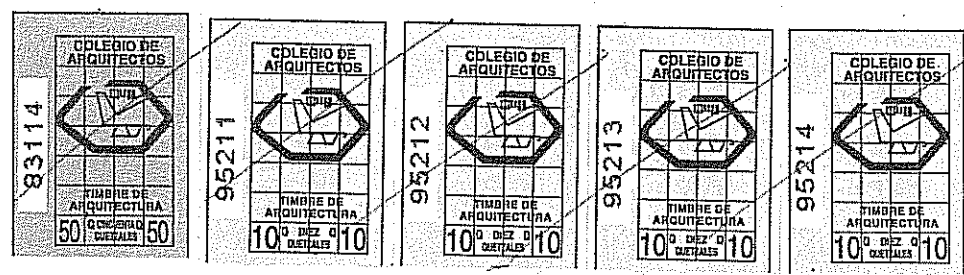 83114
COLEGIO DE
ARQUITECTOS
TIMBRE DE
ARQUITECTURA
50 Q CINCUENTA Q 50
QUETZALES
95211
COLEGIO DE
ARQUITECTOS
TIMBRE DE
ARQUITECTURA
10 Q DIEZ Q 10
QUETZALES
95212
COLEGIO DE
ARQUITECTOS
TIMBRE DE
ARQUITECTURA
10 Q DIEZ Q 10
QUETZALES
95213
COLEGIO DE
ARQUITECTOS
TIMBRE DE
ARQUITECTURA
10 Q DIEZ Q 10
QUETZALES
95214
COLEGIO DE
ARQUITECTOS
TIMBRE DE
ARQUITECTURA
10 Q DIEZ Q 10
QUETZALES